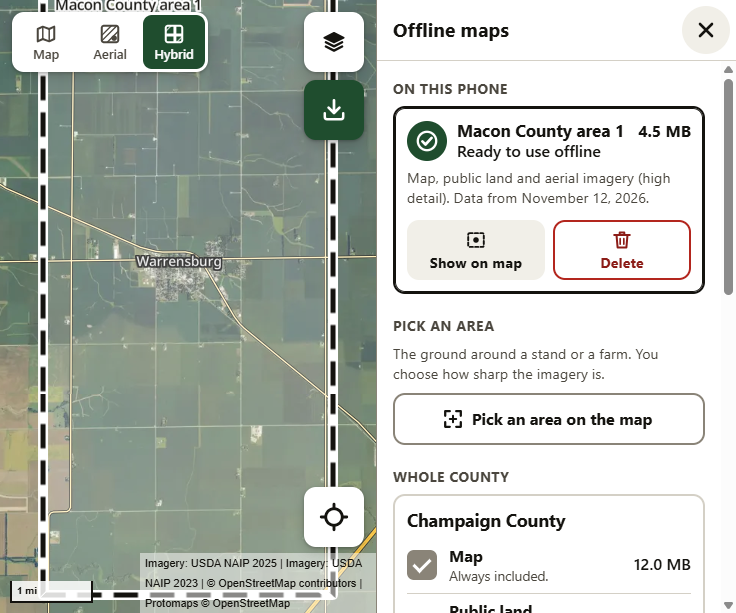 Macon County area 1
Map
Aerial
Hybrid
Warrensburg
1 mi
Imagery: USDA NAIP 2025 | Imagery: USDA
NAIP 2023 | © OpenStreetMap contributors |
Protomaps © OpenStreetMap
Offline maps
ON THIS PHONE
Macon County area 1 4.5 MB
Ready to use offline
Map, public land and aerial imagery (high
detail). Data from November 12, 2026.
Show on map
Delete
PICK AN AREA
The ground around a stand or a farm. You
choose how sharp the imagery is.
Pick an area on the map
WHOLE COUNTY
Champaign County
Map 12.0 MB
Always included.
Public land